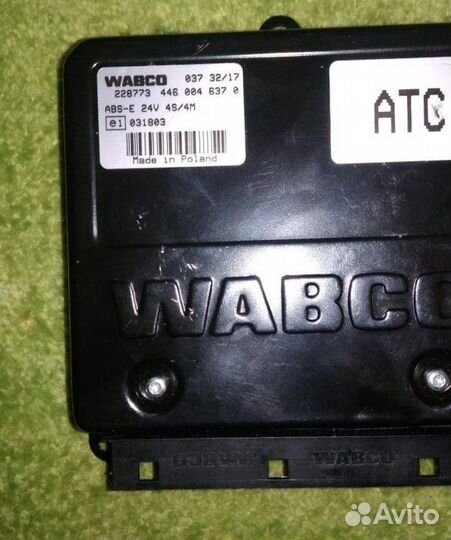 WABCO 037 32/17
228773 446 004 637 0
ABS-E 24V 4S/4M
e1 031803
Made in Poland
ATC
WABCO
WABCO WABCO
Avito